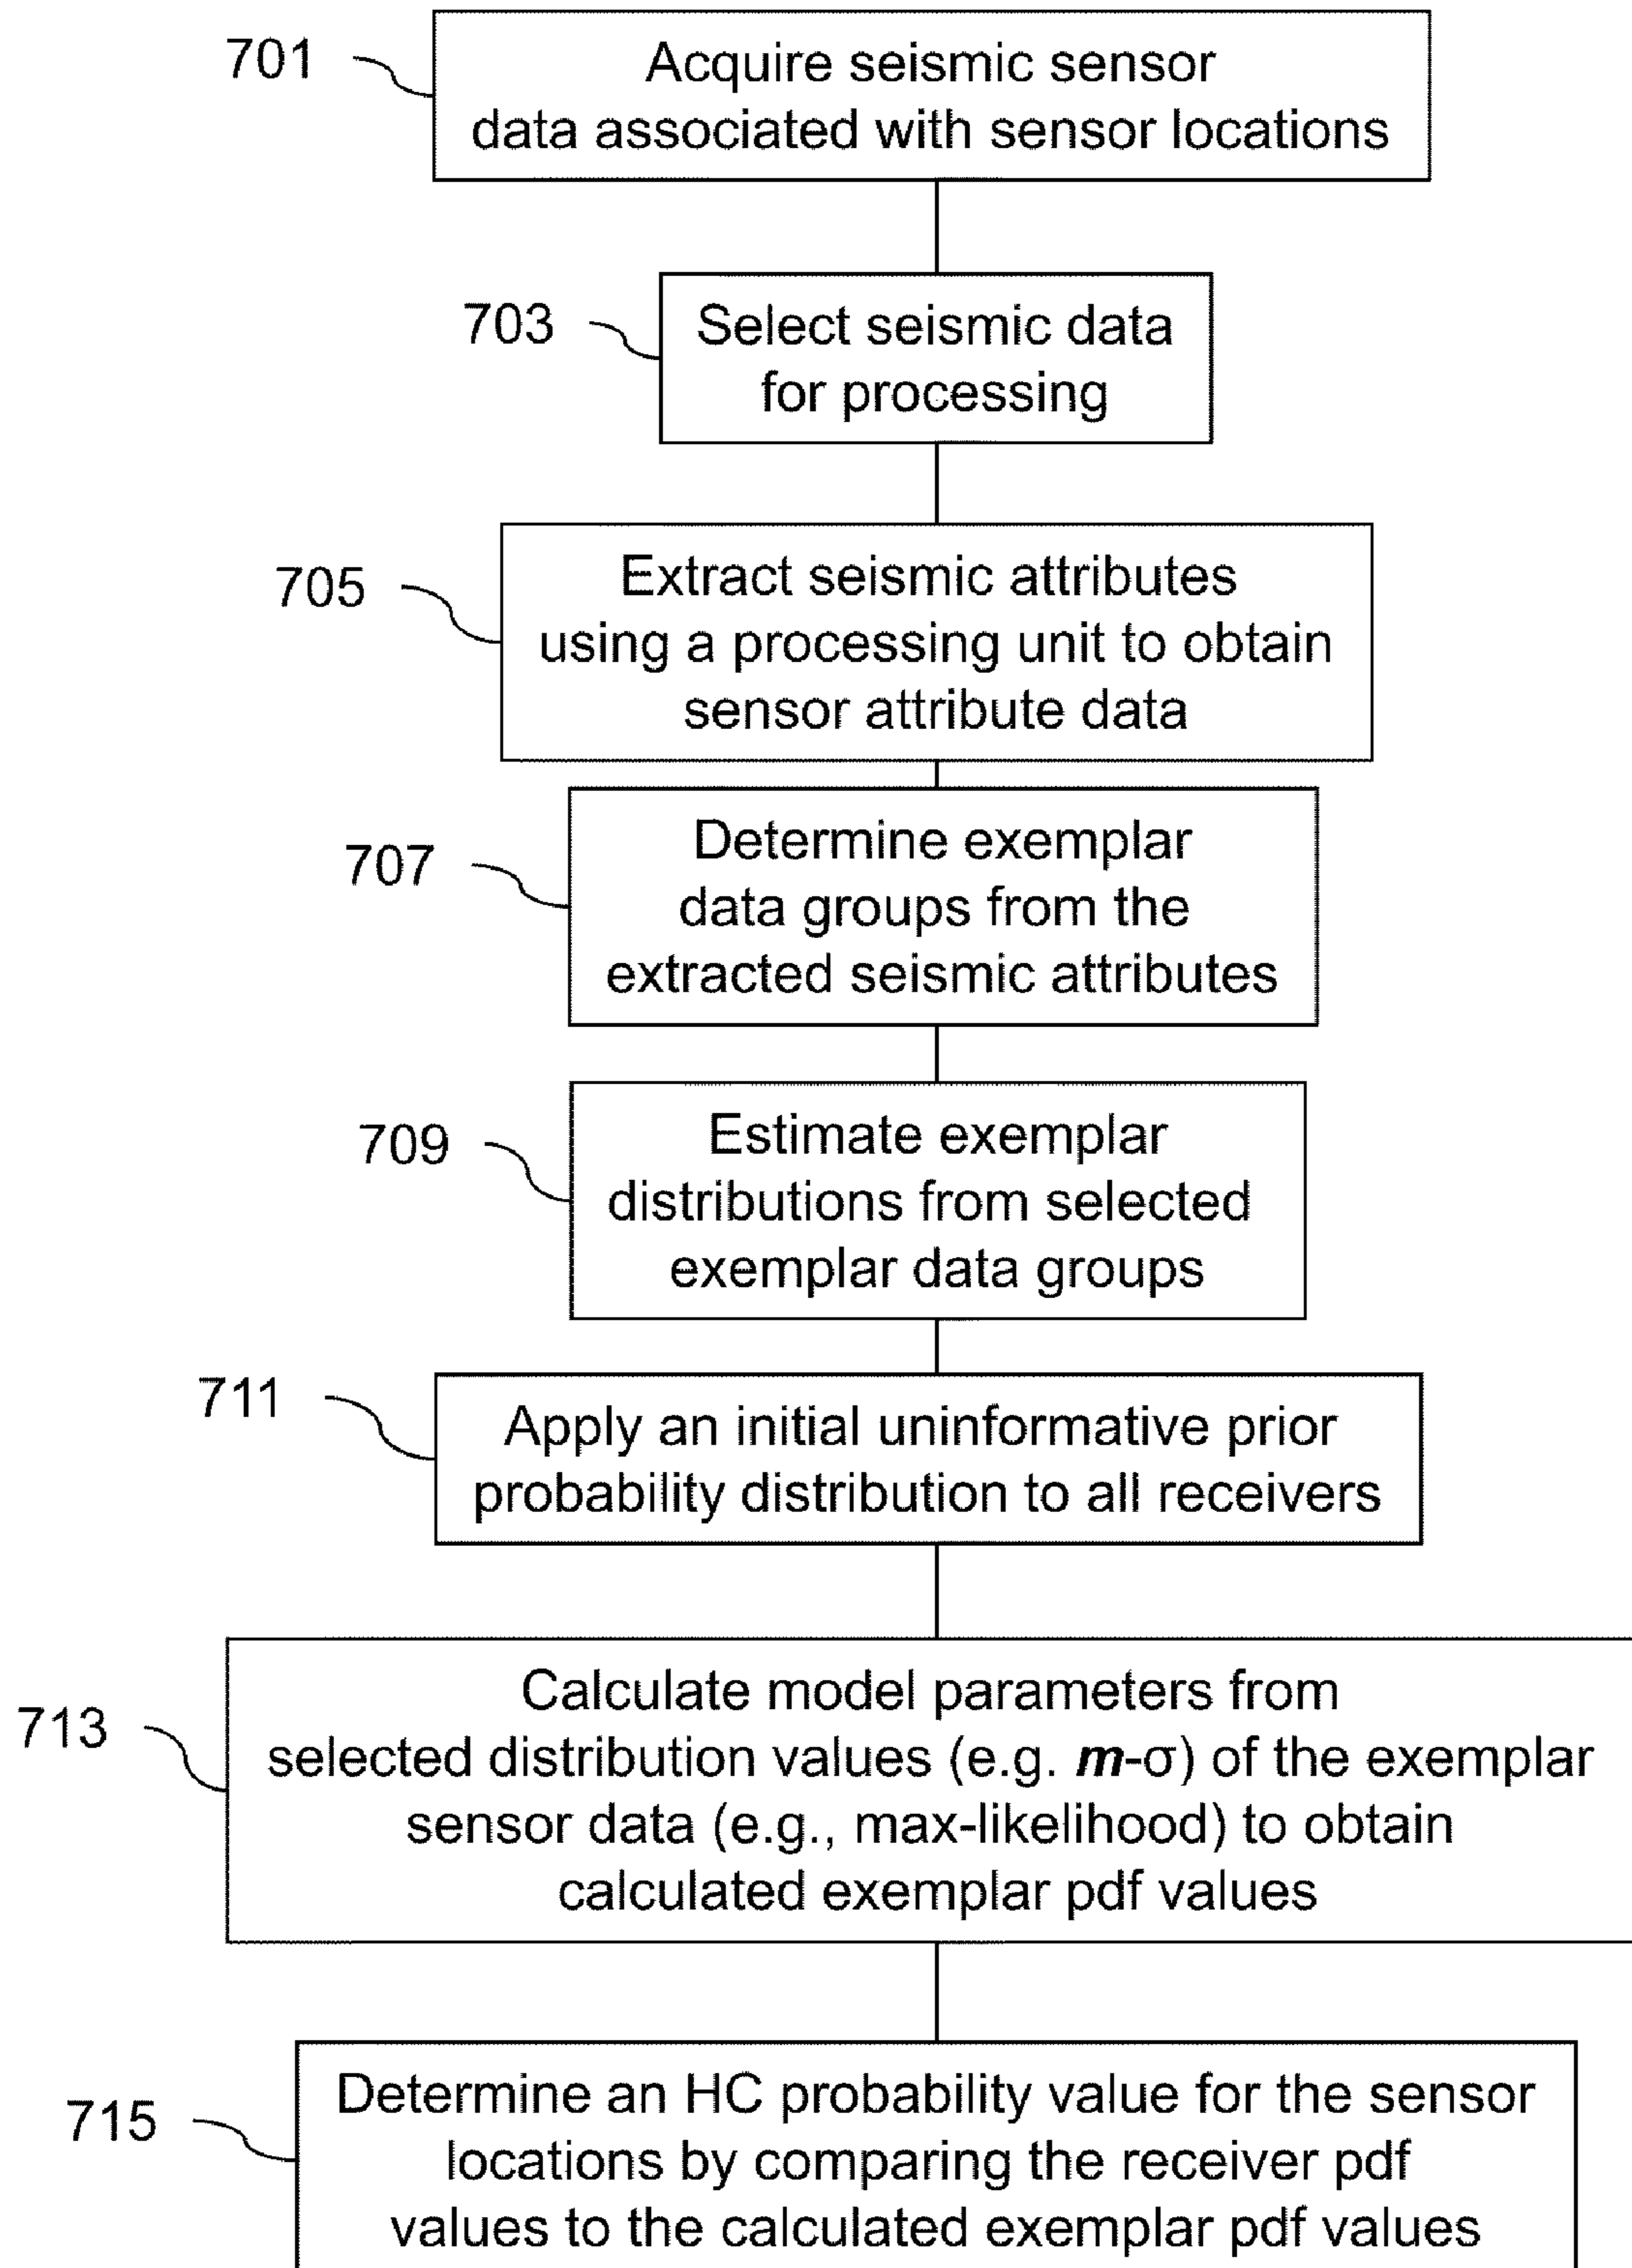 701
Acquire seismic sensor
data associated with sensor locations
703
Select seismic data
for processing
705
Extract seismic attributes
using a processing unit to obtain
sensor attribute data
707
Determine exemplar
data groups from the
extracted seismic attributes
709
Estimate exemplar
distributions from selected
exemplar data groups
711
Apply an initial uninformative prior
probability distribution to all receivers
713
Calculate model parameters from
selected distribution values (e.g. m-σ) of the exemplar
sensor data (e.g., max-likelihood) to obtain
calculated exemplar pdf values
715
Determine an HC probability value for the sensor
locations by comparing the receiver pdf
values to the calculated exemplar pdf values